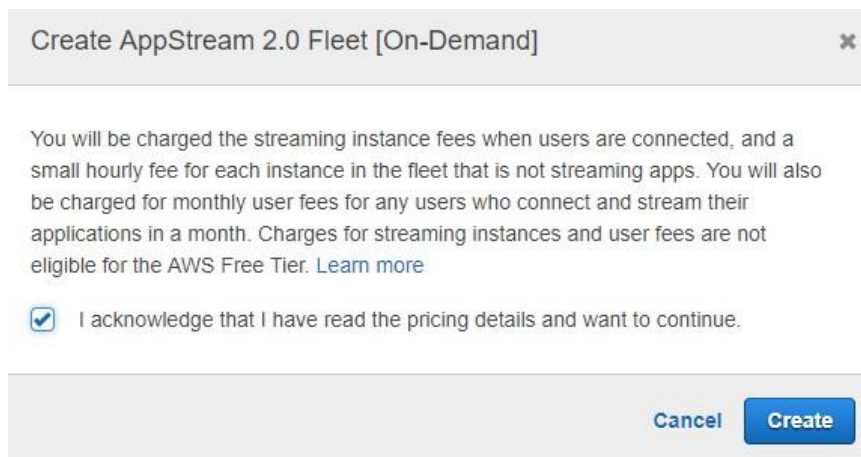 Create AppStream 2.0 Fleet [On-Demand]
You will be charged the streaming instance fees when users are connected, and a
small hourly fee for each instance in the fleet that is not streaming apps. You will also
be charged for monthly user fees for any users who connect and stream their
applications in a month. Charges for streaming instances and user fees are not
eligible for the AWS Free Tier. Learn more
I acknowledge that I have read the pricing details and want to continue.
Cancel Create